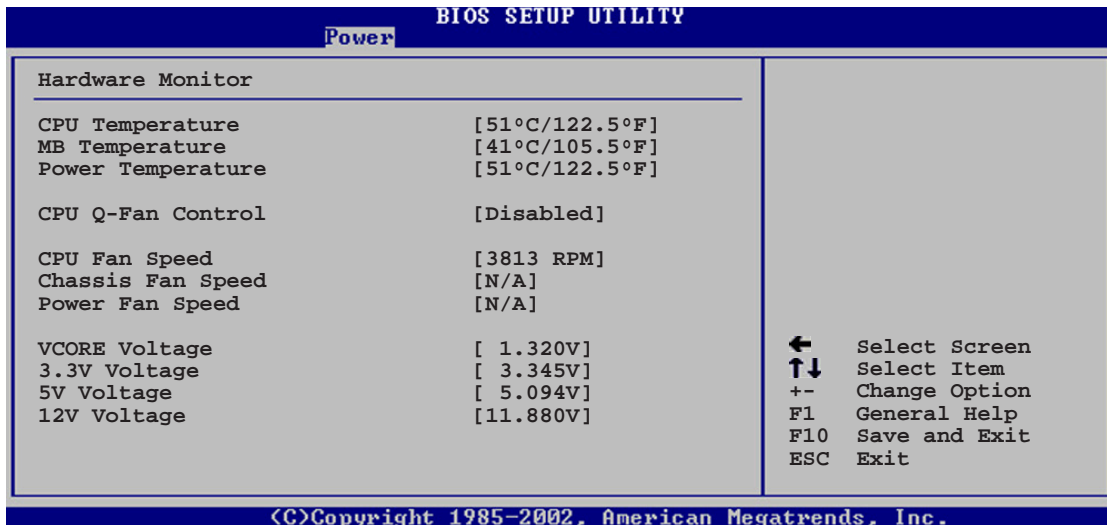 BIOS SETUP UTILITY
Power
Hardware Monitor
CPU Temperature [51ºC/122.5ºF]
MB Temperature [41ºC/105.5ºF]
Power Temperature [51ºC/122.5ºF]
CPU Q-Fan Control [Disabled]
CPU Fan Speed [3813 RPM]
Chassis Fan Speed [N/A]
Power Fan Speed [N/A]
VCORE Voltage [ 1.320V]
3.3V Voltage [ 3.345V]
5V Voltage [ 5.094V]
12V Voltage [11.880V]
← Select Screen
↑↓ Select Item
+- Change Option
F1 General Help
F10 Save and Exit
ESC Exit
(C)Copyright 1985-2002, American Megatrends, Inc.